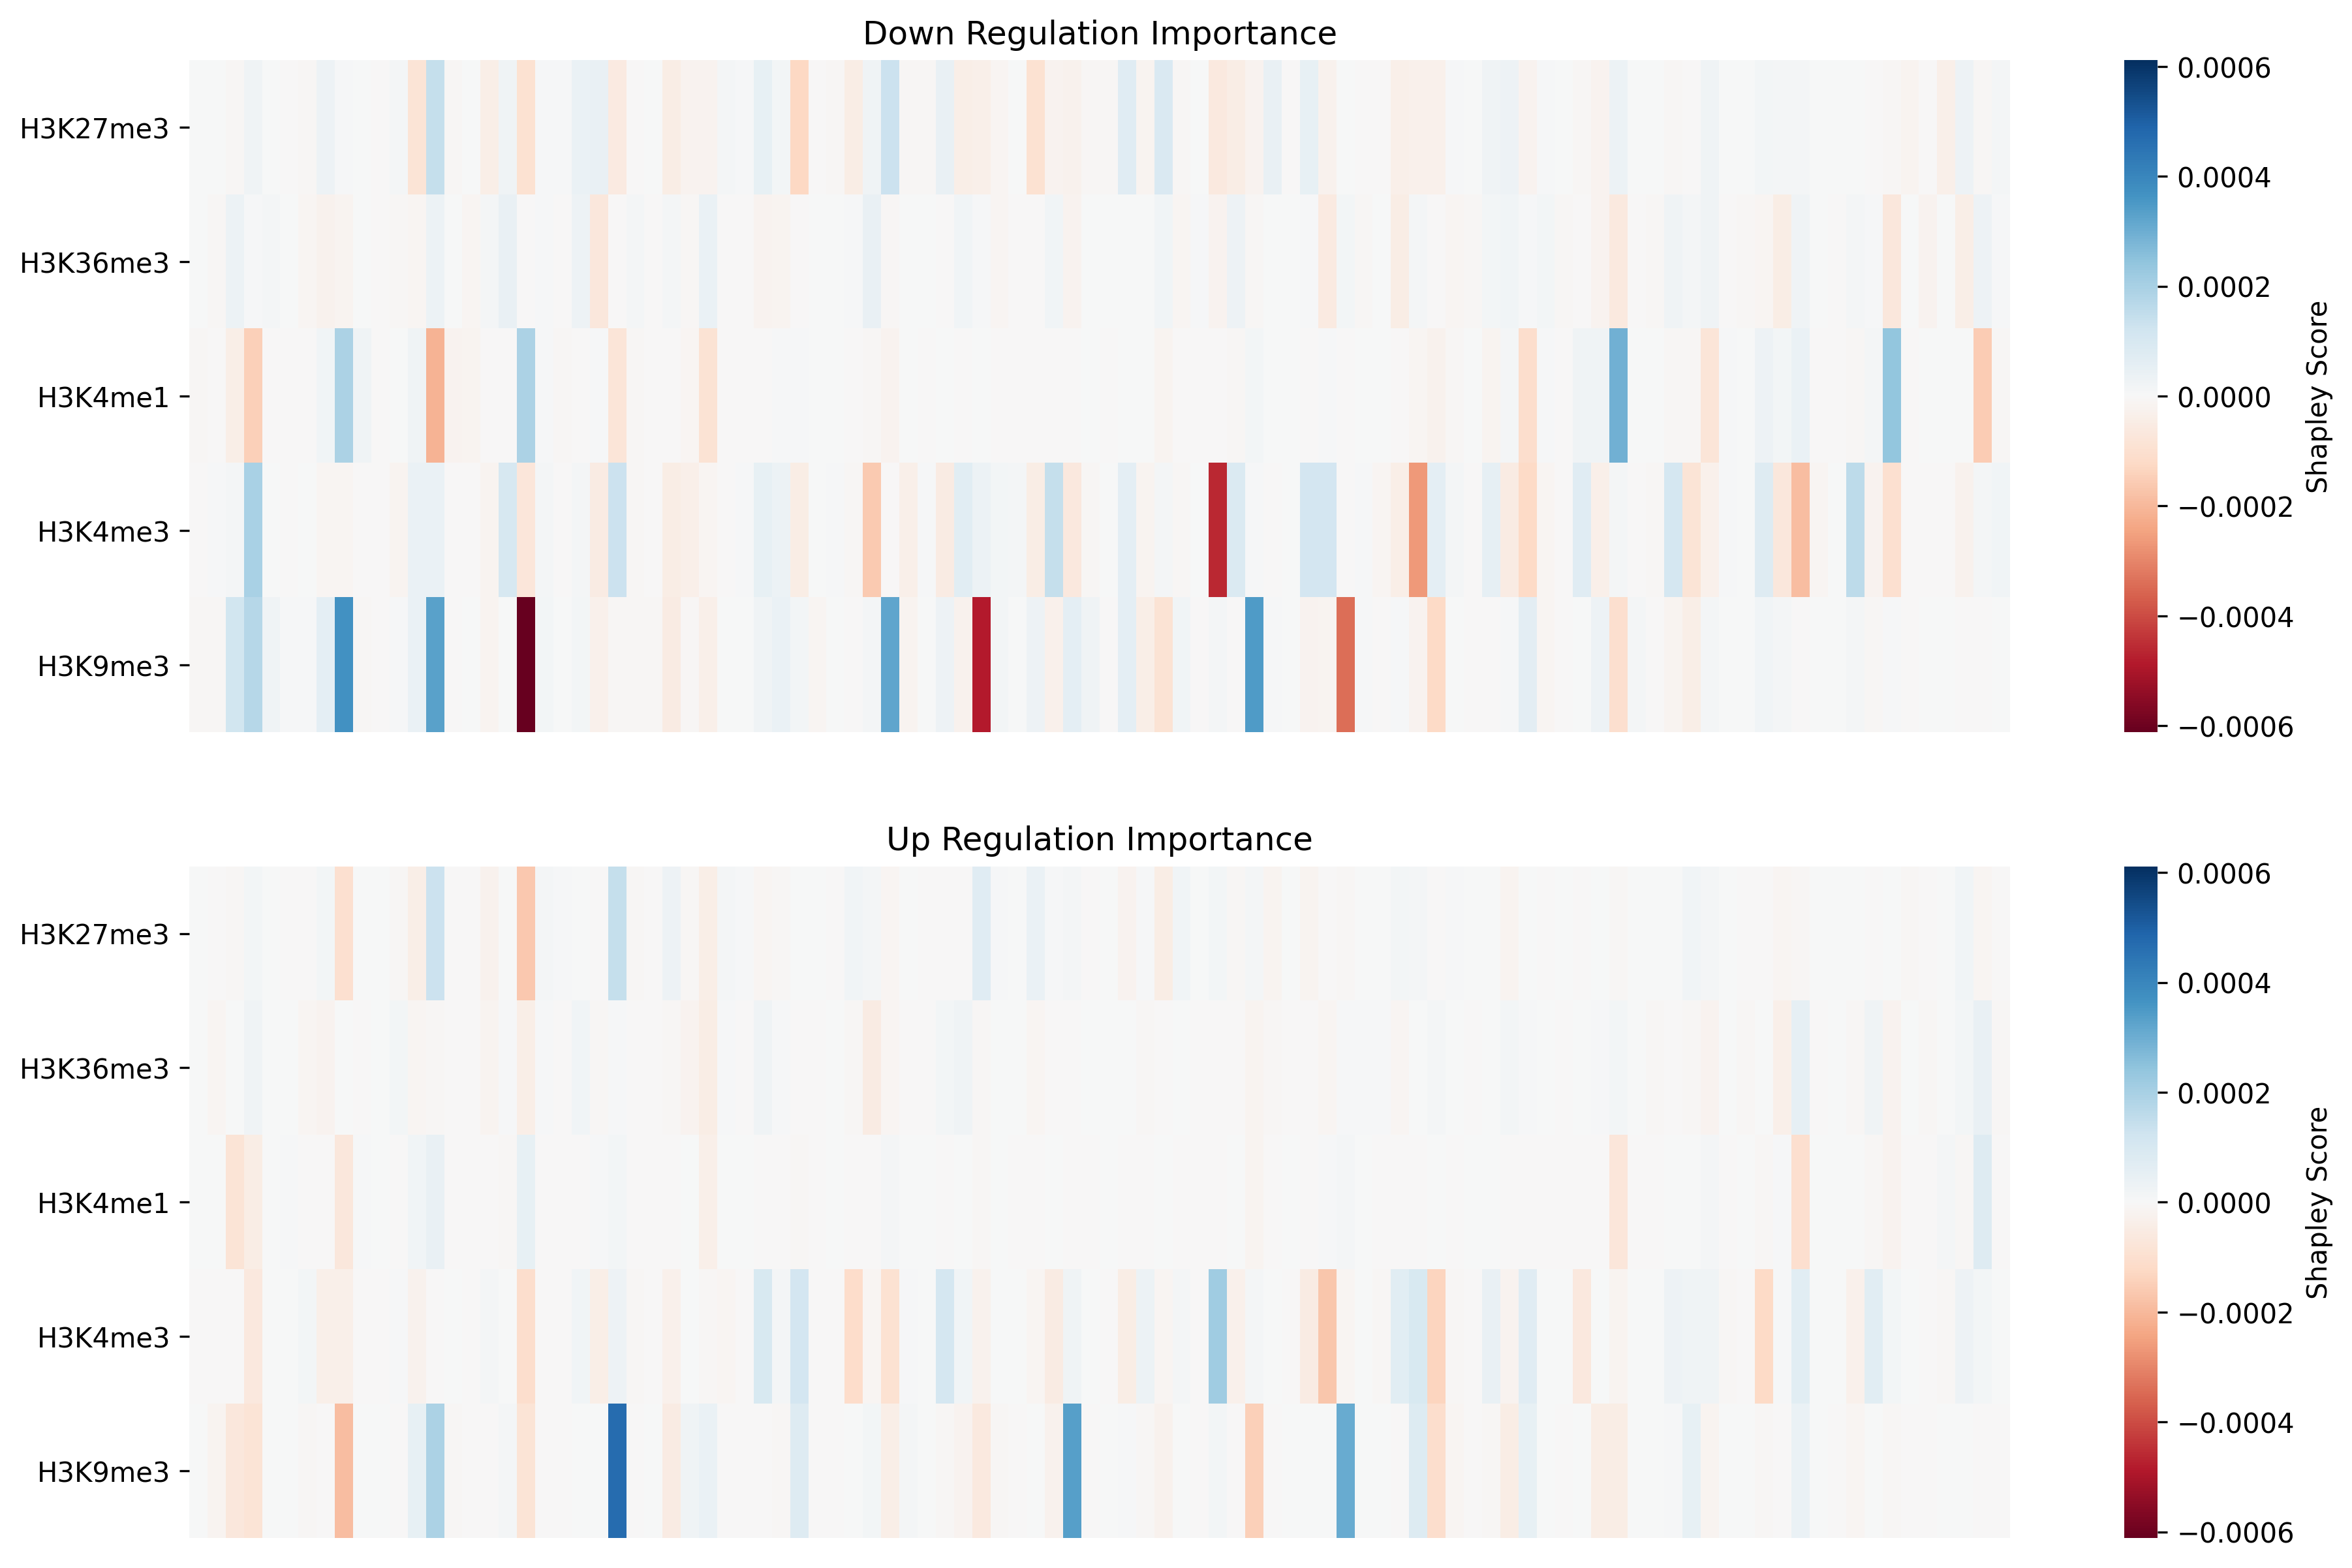 Down Regulation Importance
H3K27me3
H3K36me3
H3K4me1
H3K4me3
H3K9me3
0.0006
0.0004
0.0002
0.0000
−0.0002
−0.0004
−0.0006
Shapley Score
Up Regulation Importance
H3K27me3
H3K36me3
H3K4me1
H3K4me3
H3K9me3
0.0006
0.0004
0.0002
0.0000
−0.0002
−0.0004
−0.0006
Shapley Score